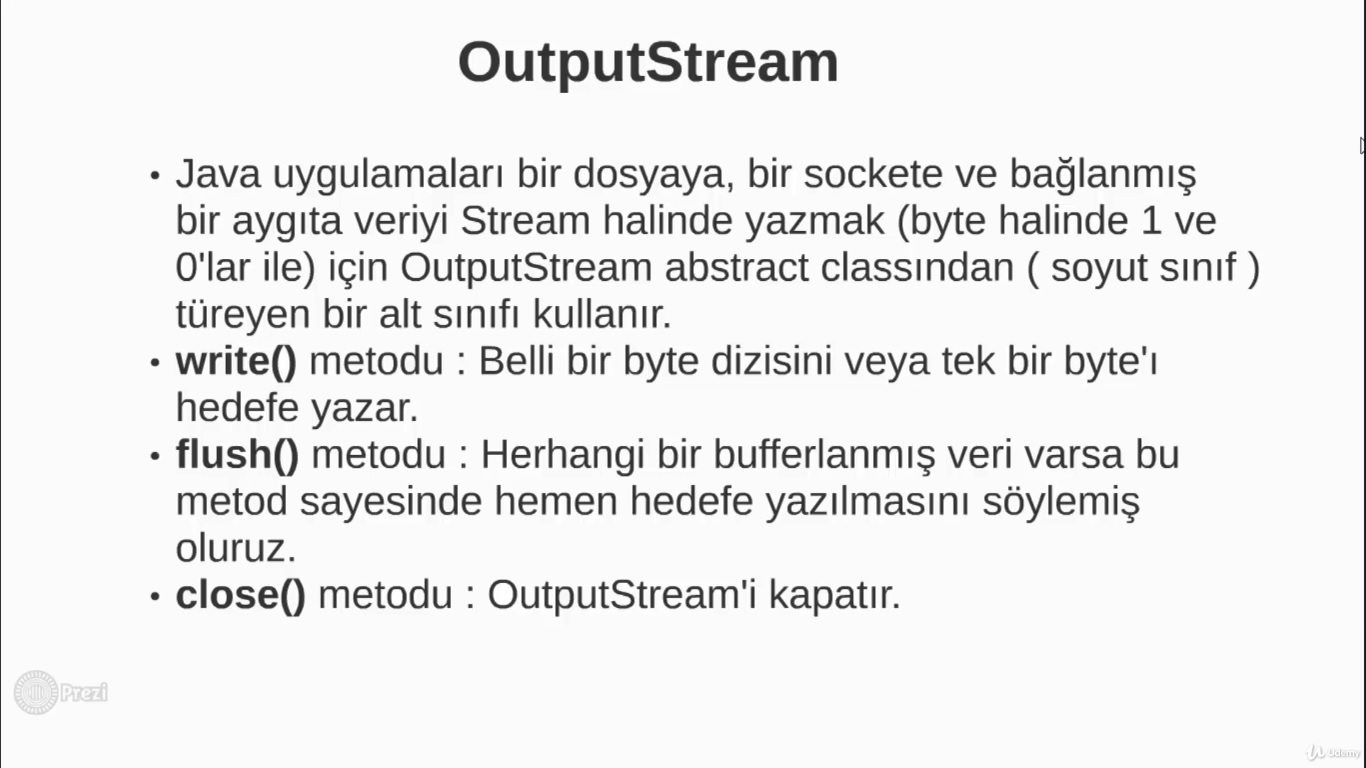 OutputStream
• Java uygulamaları bir dosyaya, bir sockete ve bağlanmış
bir aygıta veriyi Stream halinde yazmak (byte halinde 1 ve
0'lar ile) için OutputStream abstract classından ( soyut sınıf )
türeyen bir alt sınıfı kullanır.
• write() metodu : Belli bir byte dizisini veya tek bir byte'ı
hedefe yazar.
• flush() metodu : Herhangi bir bufferlanmış veri varsa bu
metod sayesinde hemen hedefe yazılmasını söylemiş
oluruz.
• close() metodu : OutputStream'i kapatır.
Prezi
Udemy